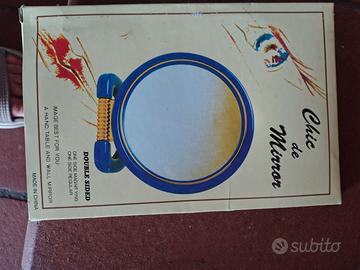 Chic
de
Mirror
DOUBLE SIDED
ONE SIDE MAGNIFYING
ONE SIDE REGULAR
IMAGE BEST FOR YOU
A HAND, TABLE AND WALL MIRROR
MADE IN CHINA
subito